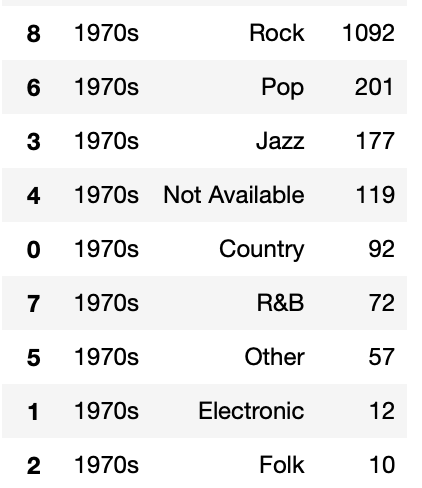 8 1970s Rock 1092
6 1970s Pop 201
3 1970s Jazz 177
4 1970s Not Available 119
0 1970s Country 92
7 1970s R&B 72
5 1970s Other 57
1 1970s Electronic 12
2 1970s Folk 10